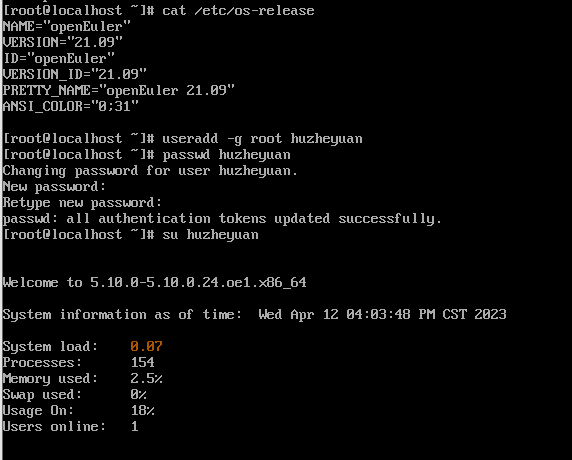 [root@localhost ~]# cat /etc/os-release
NAME="openEuler"
VERSION="21.09"
ID="openEuler"
VERSION_ID="21.09"
PRETTY_NAME="openEuler 21.09"
ANSI_COLOR="0;31"
[root@localhost ~]# useradd -g root huzheyuan
[root@localhost ~]# passwd huzheyuan
Changing password for user huzheyuan.
New password:
Retype new password:
passwd: all authentication tokens updated successfully.
[root@localhost ~]# su huzheyuan
Welcome to 5.10.0-5.10.0.24.oe1.x86_64
System information as of time:  Wed Apr 12 04:03:48 PM CST 2023
System load:    0.07
Processes:      154
Memory used:    2.5%
Swap used:      0%
Usage On:       18%
Users online:   1